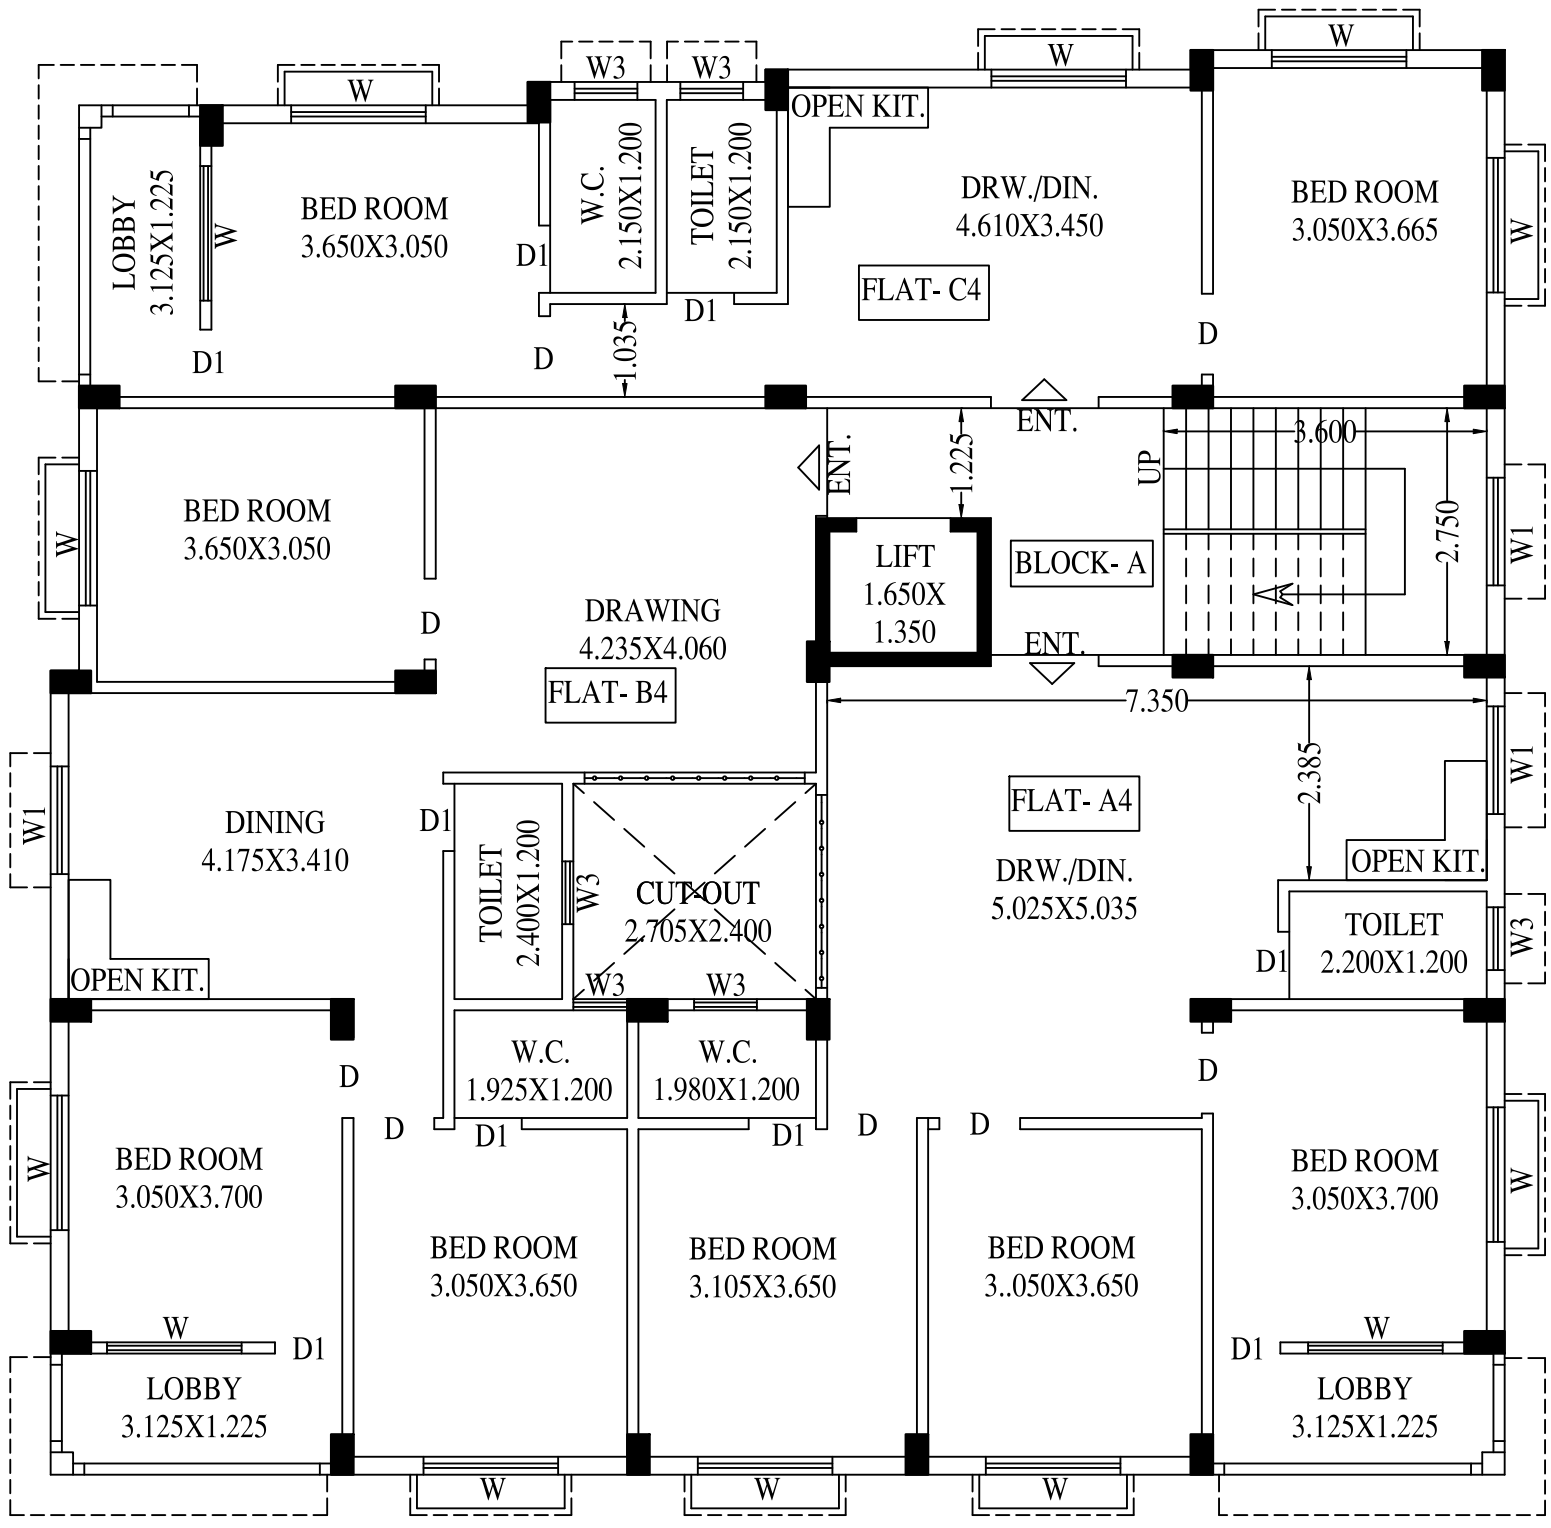 W
W
W3
W3
W
OPEN KIT.
LOBBY
3.125X1.225
W
BED ROOM
3.650X3.050
D1
W.C.
2.150X1.200
TOILET
2.150X1.200
DRW./DIN.
4.610X3.450
BED ROOM
3.050X3.665
W
FLAT- C4
D1
D1
D
1.035
D
ENT.
ENT.
1.225
UP
3.600
2.750
W1
BED ROOM
3.650X3.050
W
D
LIFT
1.650X
1.350
BLOCK- A
DRAWING
4.235X4.060
FLAT- B4
ENT.
7.350
2.385
W1
FLAT- A4
W1
DINING
4.175X3.410
D1
TOILET
2.400X1.200
W3
CUT-OUT
2.705X2.400
DRW./DIN.
5.025X5.035
OPEN KIT.
TOILET
2.200X1.200
W3
D1
OPEN KIT.
W3
W3
W.C.
1.925X1.200
W.C.
1.980X1.200
D
D
D
D1
D1
D
D
BED ROOM
3.050X3.700
W
BED ROOM
3.050X3.700
W
BED ROOM
3.050X3.650
BED ROOM
3.105X3.650
BED ROOM
3..050X3.650
W
D1
D1
W
LOBBY
3.125X1.225
LOBBY
3.125X1.225
W
W
W